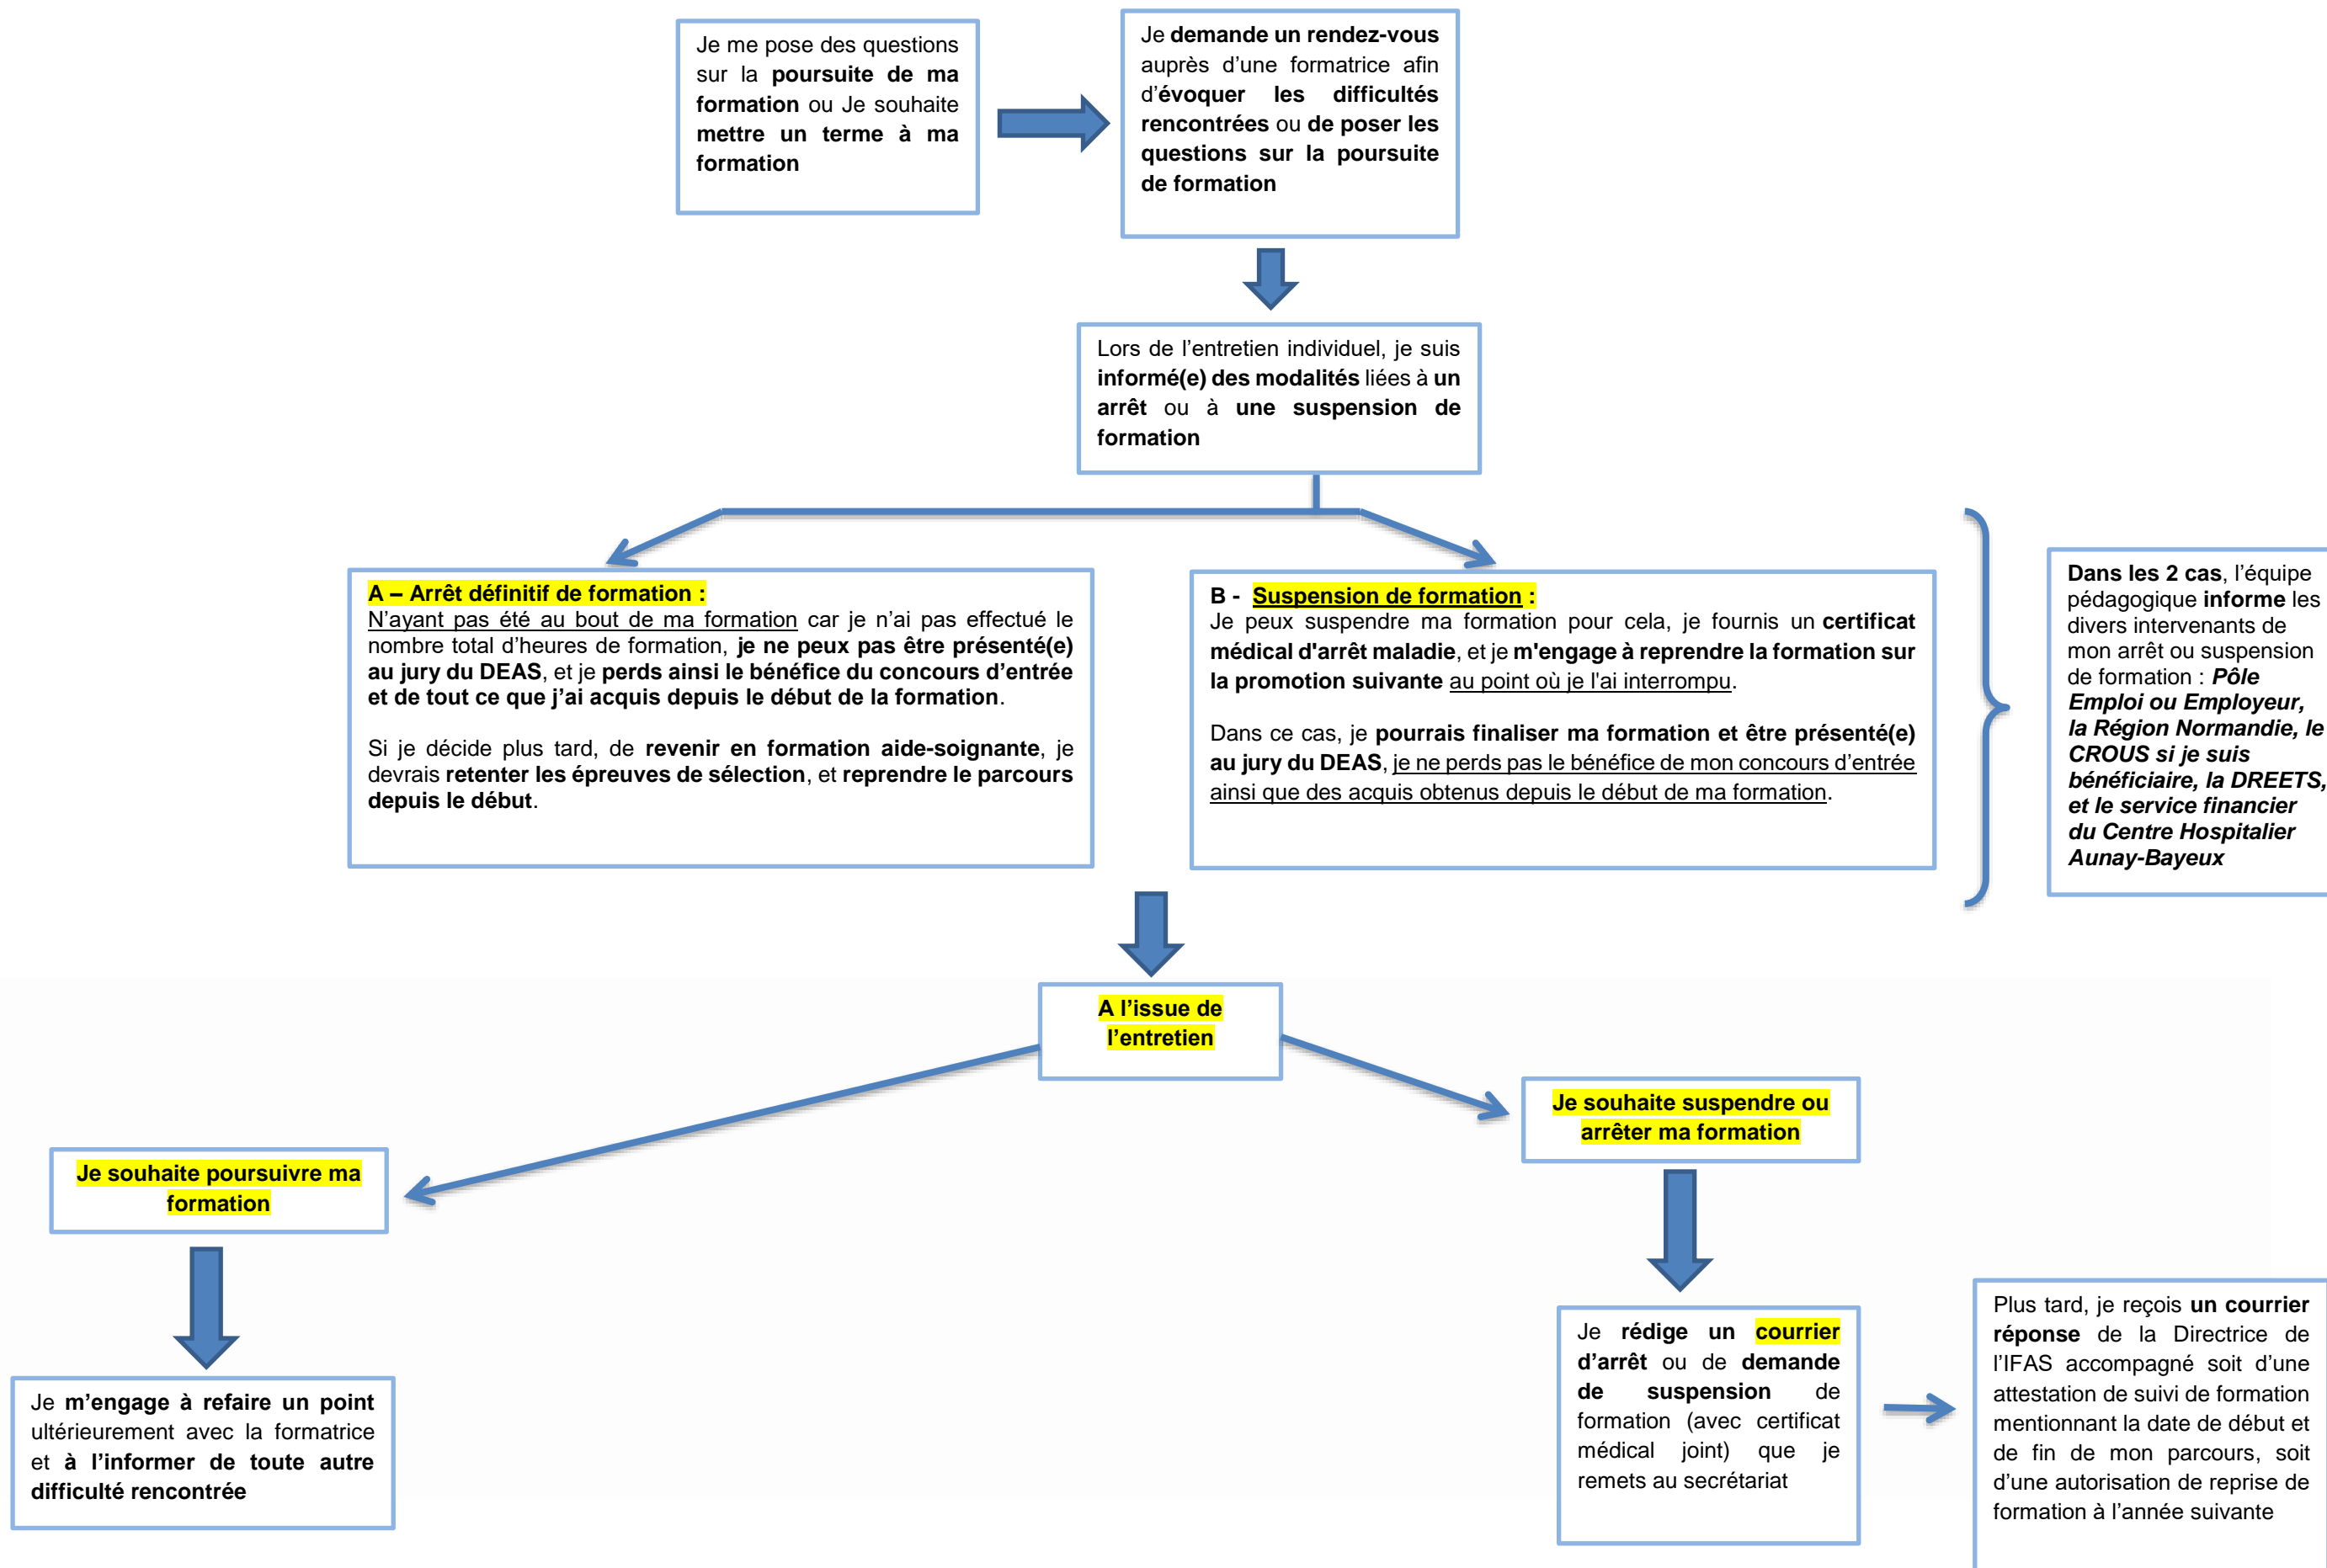 Je me pose des questions
sur la poursuite de ma
formation ou Je souhaite
mettre un terme à ma
formation
Je demande un rendez-vous
auprès d’une formatrice afin
d’évoquer les difficultés
rencontrées ou de poser les
questions sur la poursuite
de formation
Lors de l’entretien individuel, je suis
informé(e) des modalités liées à un
arrêt ou à une suspension de
formation
A – Arrêt définitif de formation :
N’ayant pas été au bout de ma formation car je n’ai pas effectué le
nombre total d’heures de formation, je ne peux pas être présenté(e)
au jury du DEAS, et je perds ainsi le bénéfice du concours d’entrée
et de tout ce que j’ai acquis depuis le début de la formation.
Si je décide plus tard, de revenir en formation aide-soignante, je
devrais retenter les épreuves de sélection, et reprendre le parcours
depuis le début.
B - Suspension de formation :
Je peux suspendre ma formation pour cela, je fournis un certificat
médical d'arrêt maladie, et je m'engage à reprendre la formation sur
la promotion suivante au point où je l'ai interrompu.
Dans ce cas, je pourrais finaliser ma formation et être présenté(e)
au jury du DEAS, je ne perds pas le bénéfice de mon concours d’entrée
ainsi que des acquis obtenus depuis le début de ma formation.
Dans les 2 cas, l’équipe
pédagogique informe les
divers intervenants de
mon arrêt ou suspension
de formation : Pôle
Emploi ou Employeur,
la Région Normandie, le
CROUS si je suis
bénéficiaire, la DREETS,
et le service financier
du Centre Hospitalier
Aunay-Bayeux
A l’issue de
l’entretien
Je souhaite poursuivre ma
formation
Je souhaite suspendre ou
arrêter ma formation
Je m’engage à refaire un point
ultérieurement avec la formatrice
et à l’informer de toute autre
difficulté rencontrée
Je rédige un courrier
d’arrêt ou de demande
de suspension de
formation (avec certificat
médical joint) que je
remets au secrétariat
Plus tard, je reçois un courrier
réponse de la Directrice de
l’IFAS accompagné soit d’une
attestation de suivi de formation
mentionnant la date de début et
de fin de mon parcours, soit
d’une autorisation de reprise de
formation à l’année suivante